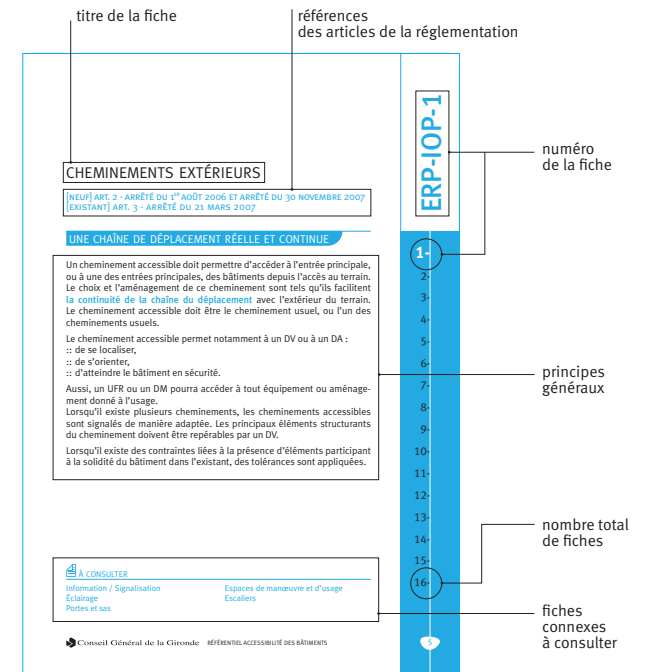 titre de la fiche
références
des articles de la réglementation
ERP-IOP-1
numéro
de la fiche
CHEMINEMENTS EXTÉRIEURS
[NEUF] ART. 2 - ARRÊTÉ DU 1ER AOÛT 2006 ET ARRÊTÉ DU 30 NOVEMBRE 2007
[EXISTANT] ART. 3 - ARRÊTÉ DU 21 MARS 2007
UNE CHAÎNE DE DÉPLACEMENT RÉELLE ET CONTINUE
Un cheminement accessible doit permettre d'accéder à l'entrée principale,
ou à une des entrées principales, des bâtiments depuis l'accès au terrain.
Le choix et l'aménagement de ce cheminement sont tels qu'ils facilitent
la continuité de la chaîne du déplacement avec l'extérieur du terrain.
Le cheminement accessible doit être le cheminement usuel, ou l'un des
cheminements usuels.
Le cheminement accessible permet notamment à un DV ou à un DA :
:: de se localiser,
:: de s'orienter,
:: d'atteindre le bâtiment en sécurité.
Aussi, un UFR ou un DM pourra accéder à tout équipement ou aménage-
ment donné à l'usage.
Lorsqu'il existe plusieurs cheminements, les cheminements accessibles
sont signalés de manière adaptée. Les principaux éléments structurants
du cheminement doivent être repérables par un DV.
Lorsqu'il existe des contraintes liées à la présence d'éléments participant
à la solidité du bâtiment dans l'existant, des tolérances sont appliquées.
1-
2-
3-
4-
5-
6-
7-
8-
9-
10-
11-
12-
13-
14-
15-
16-
principes
généraux
nombre total
de fiches
À CONSULTER
Information / Signalisation
Éclairage
Portes et sas
Espaces de manœuvre et d'usage
Escaliers
fiches
connexes
à consulter
Conseil Général de la Gironde RÉFÉRENTIEL ACCESSIBILITÉ DES BÂTIMENTS
5